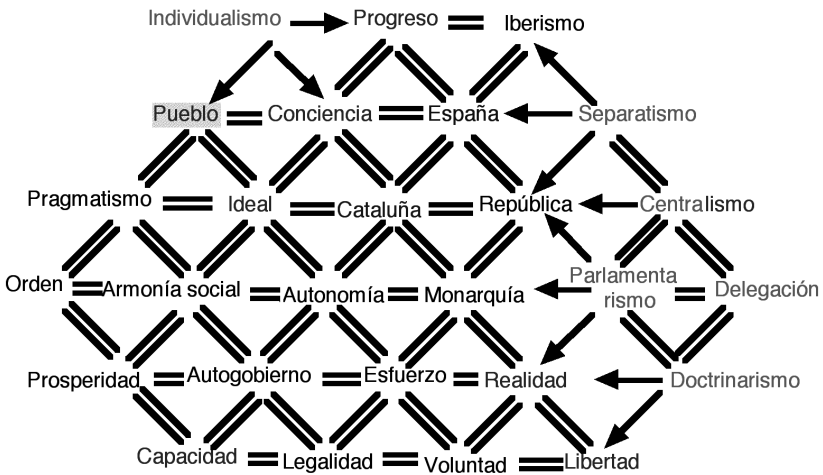 Individualismo Progreso Iberismo
Pueblo Conciencia España Separatismo
Pragmatismo Ideal Cataluña República Centralismo
Orden Armonía social Autonomía Monarquía Parlamenta Delegación
rismo
Prosperidad Autogobierno Esfuerzo Realidad Doctrinarismo
Capacidad Legalidad Voluntad Libertad